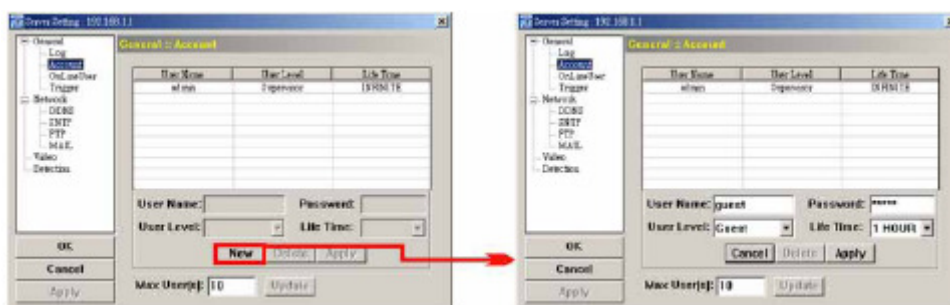 Server Setting : 192.168.1.1
General
Log
Account
OnLineUser
Trigger
Network
DDNS
SNTP
FTP
MAIL
Video
Detection
OK
Cancel
Apply
General :: Account
User Name User Level Life Time
admin Supervisor INFINITE
User Name: Password:
User Level: Life Time:
New Delete Apply
Max User(s): 10 Update
Server Setting : 192.168.1.1
General
Log
Account
OnLineUser
Trigger
Network
DDNS
SNTP
FTP
MAIL
Video
Detection
OK
Cancel
Apply
General :: Account
User Name User Level Life Time
admin Supervisor INFINITE
User Name: guest Password: *****
User Level: Guest Life Time: 1 HOUR
Cancel Delete Apply
Max User(s): 10 Update